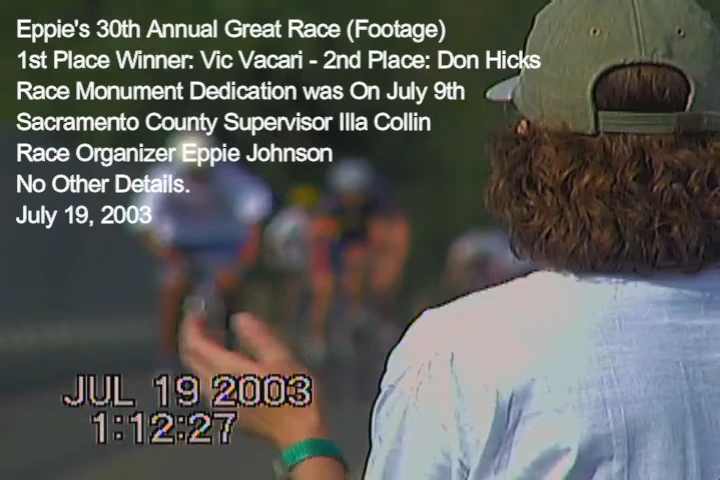 Eppie's 30th Annual Great Race (Footage)
1st Place Winner: Vic Vacari - 2nd Place: Don Hicks
Race Monument Dedication was On July 9th
Sacramento County Supervisor Illa Collin
Race Organizer Eppie Johnson
No Other Details.
July 19, 2003
JUL 19 2003
1:12:27